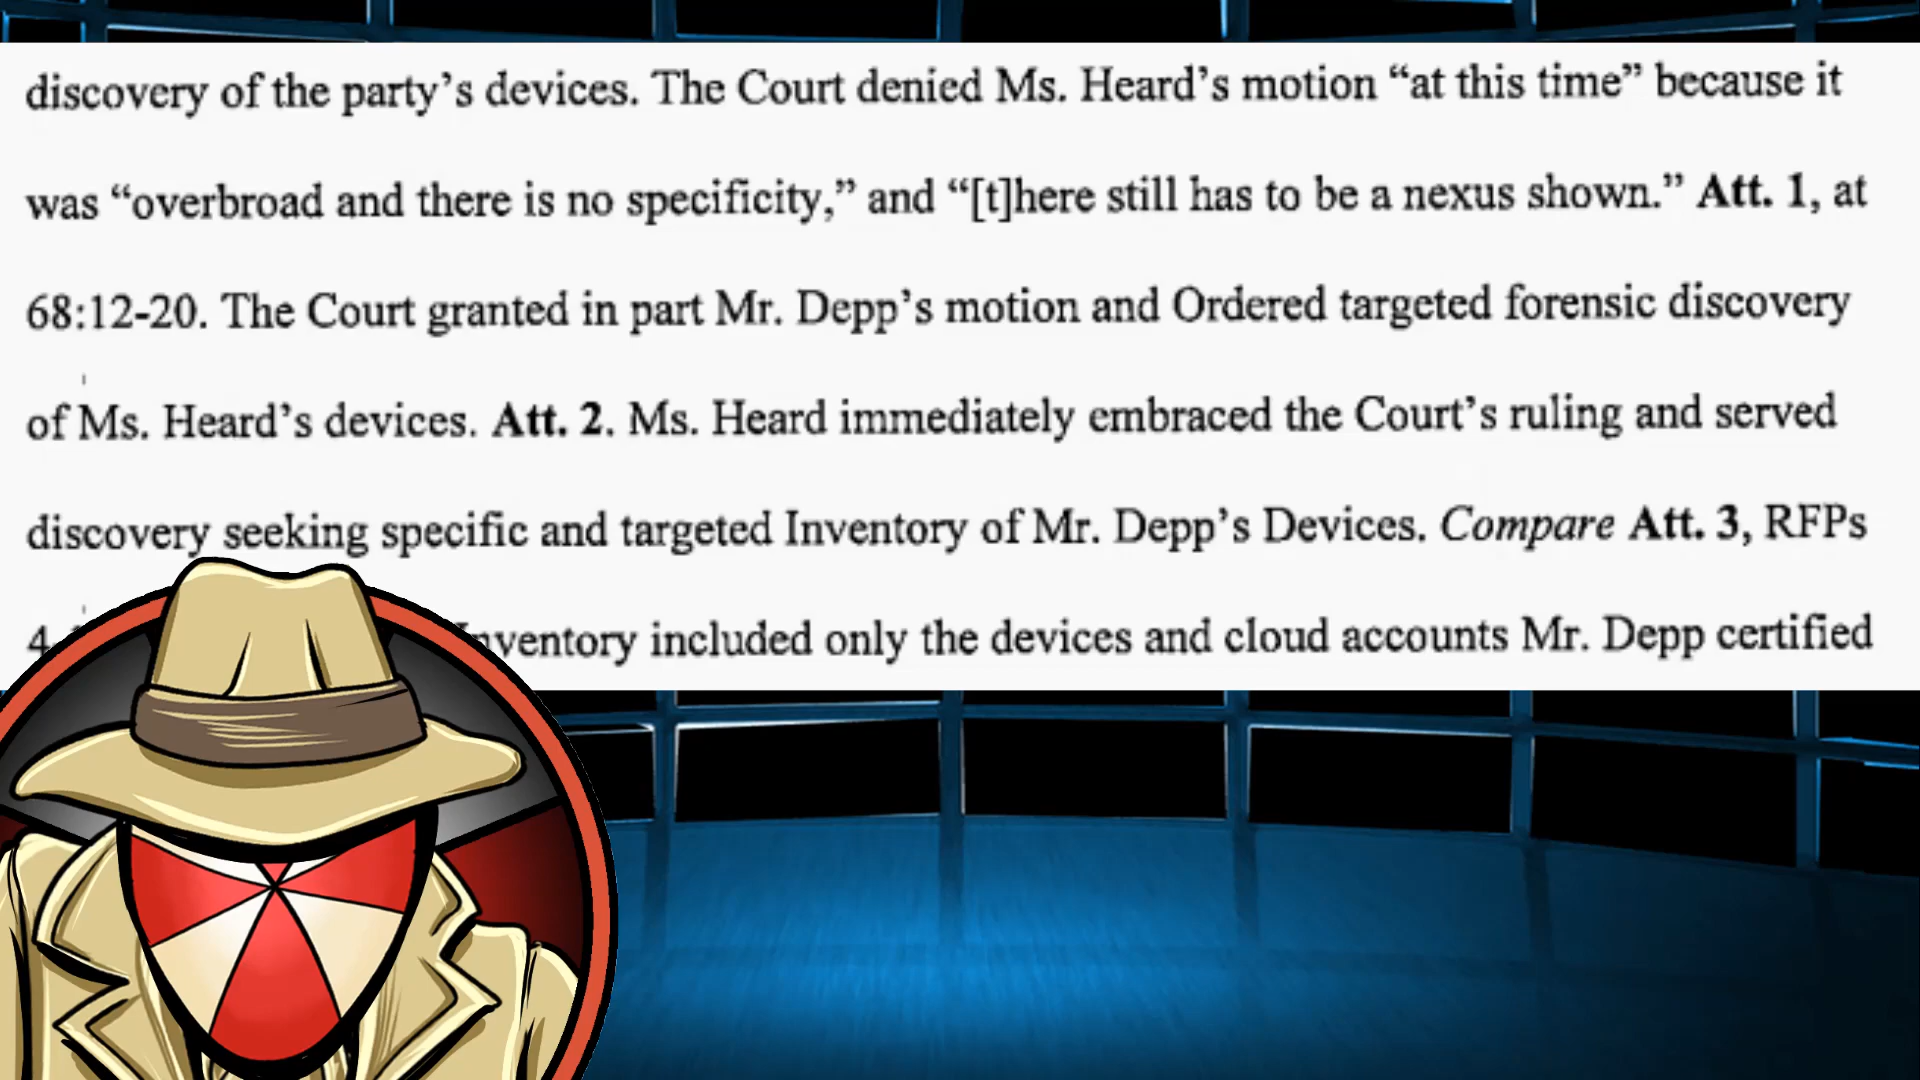 discovery of the party’s devices. The Court denied Ms. Heard’s motion “at this time” because it
was “overbroad and there is no specificity,” and “[t]here still has to be a nexus shown.” Att. 1, at
68:12-20. The Court granted in part Mr. Depp’s motion and Ordered targeted forensic discovery
of Ms. Heard’s devices. Att. 2. Ms. Heard immediately embraced the Court’s ruling and served
discovery seeking specific and targeted Inventory of Mr. Depp’s Devices. Compare Att. 3, RFPs
Inventory included only the devices and cloud accounts Mr. Depp certified